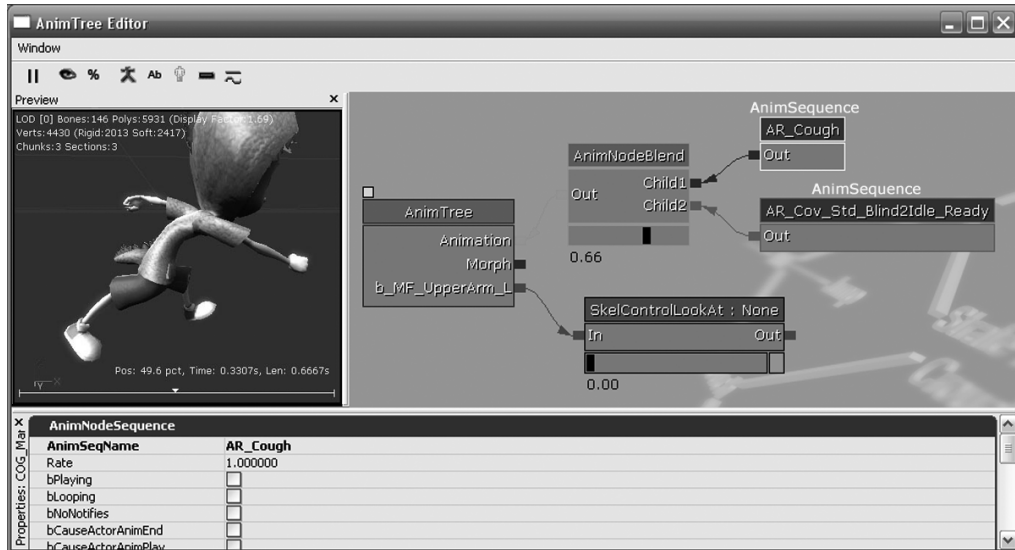 AnimTree Editor
Window
% Ab
Preview x
LOD [0] Bones:146 Polys:5931 (Display Factor:1.69)
Verts:4430 (Rigid:2013 Soft:2417)
Chunks:3 Sections:3
Pos: 49.6 pct, Time: 0.3307s, Len: 0.6667s
Y X
AnimTree
Animation
Morph
b_MF_UpperArm_L
AnimNodeBlend
Out
Child1
Child2
0.66
AnimSequence
AR_Cough
Out
AnimSequence
AR_Cov_Std_Blind2Idle_Ready
Out
SkelControlLookAt : None
In Out
0.00
Properties: COG_Mar
AnimNodeSequence
AnimSeqName AR_Cough
Rate 1.000000
bPlaying
bLooping
bNoNotifies
bCauseActorAnimEnd
bCauseActorAnimPlay